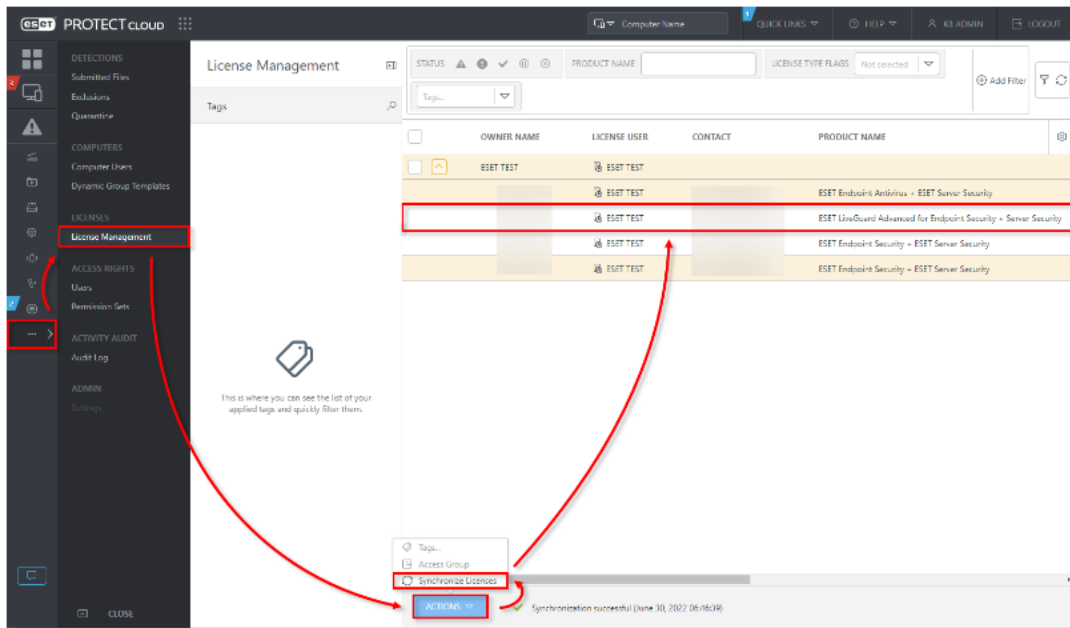 eset PROTECT CLOUD
Computer Name
QUICK LINKS
HELP
KB ADMIN
LOGOUT
DETECTIONS
Submitted Files
Exclusions
Quarantine
COMPUTERS
Computer Users
Dynamic Group Templates
LICENSES
License Management
ACCESS RIGHTS
Users
Permission Sets
ACTIVITY AUDIT
Audit Log
ADMIN
Settings
CLOSE
License Management
Tags
This is where you can see the list of your
applied tags and quickly filter them.
STATUS
PRODUCT NAME
LICENSE TYPE FLAGS Not selected
Add Filter
Tags...
OWNER NAME LICENSE USER CONTACT PRODUCT NAME
ESET TEST ESET TEST
ESET TEST ESET Endpoint Antivirus + ESET Server Security
ESET TEST ESET LiveGuard Advanced for Endpoint Security + Server Security
ESET TEST ESET Endpoint Security + ESET Server Security
ESET TEST ESET Endpoint Security + ESET Server Security
Tags...
Access Group
Synchronize Licenses
ACTIONS
Synchronization successful (June 30, 2022 06:46:39)